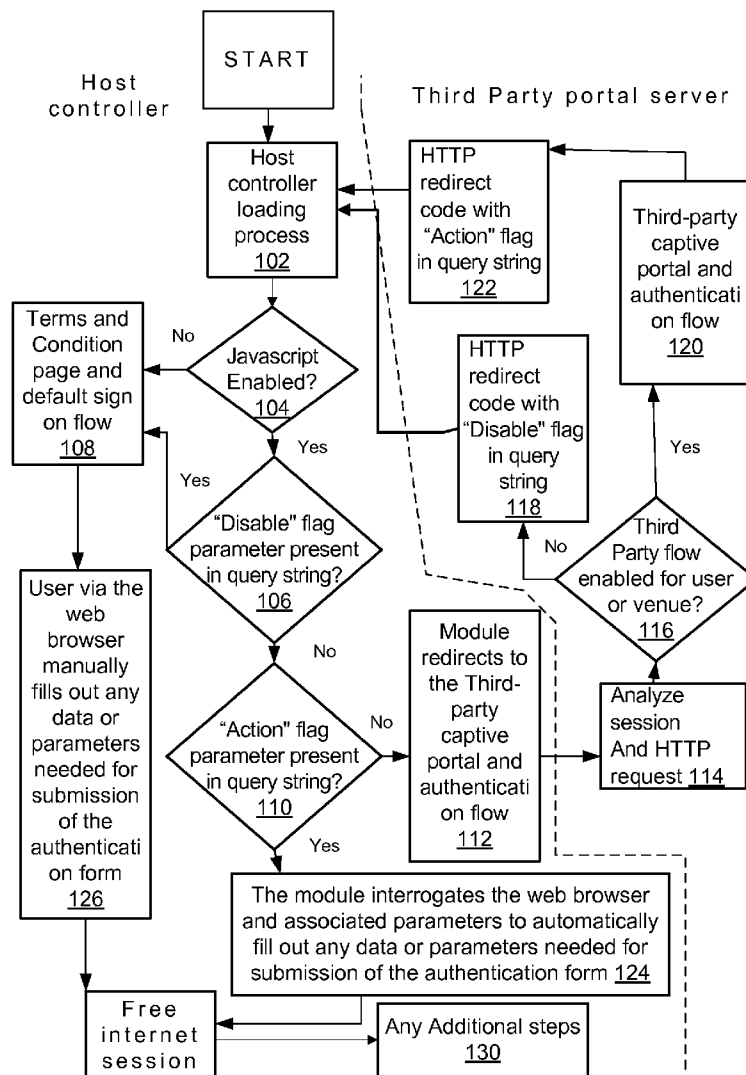 START
Host
controller
Third Party portal server
Host
controller
loading
process
102
HTTP
redirect
code with
“Action" flag
in query
string
122
Third-party
captive
portal and
authenticati
on flow
120
Terms and
Condition
page and
default sign
on flow
108
No
Javascript
Enabled?
104
Yes
HTTP
redirect
code with
“Disable” flag
in query
string
118
Yes
Yes
“Disable” flag
parameter present
in query string?
106
No
No
Third
Party flow
enabled for user
or venue?
116
User via the
web
browser
manually
fills out any
data or
parameters
needed for
submission
of the
authenticati
on form
126
“Action” flag
parameter present
in query string?
110
No
Yes
Module
redirects to
the Third-
party
captive
portal and
authenticati
on flow
112
Analyze
session
And HTTP
request 114
The module interrogates the web browser
and associated parameters to automatically
fill out any data or parameters needed for
submission of the authentication form 124
Free
internet
session
Any Additional steps
130